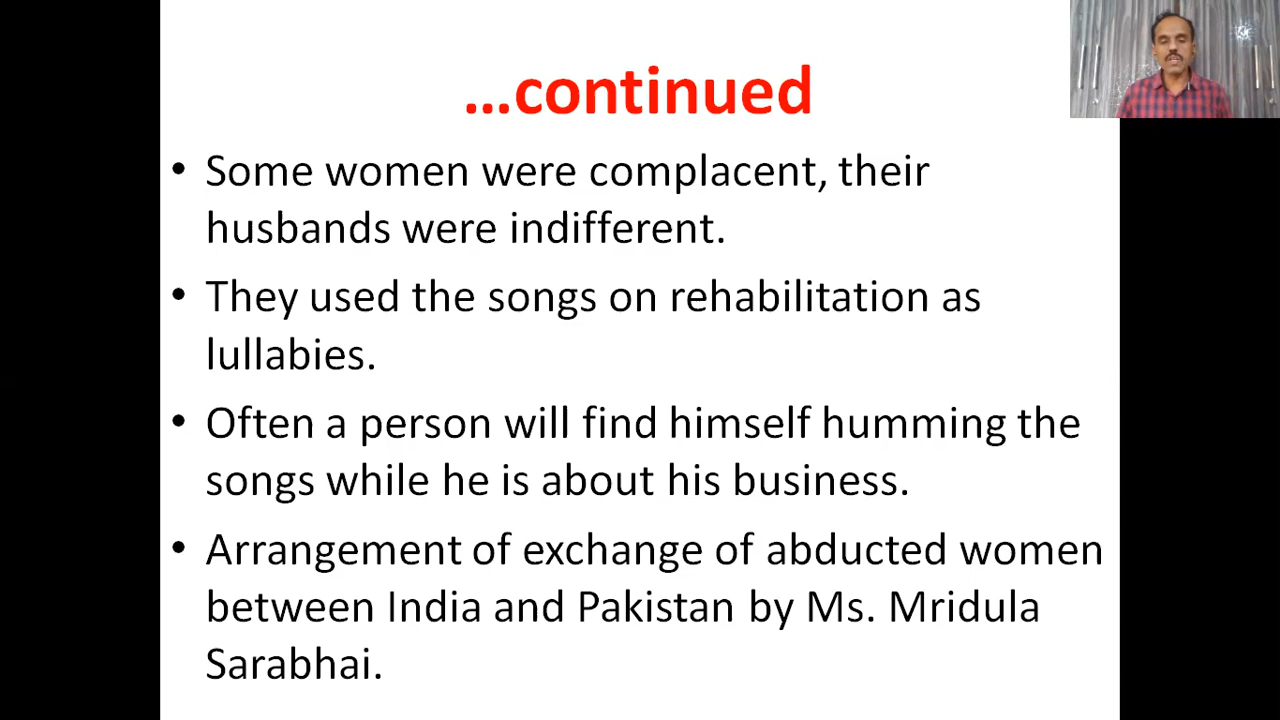 ...continued
• Some women were complacent, their
husbands were indifferent.
• They used the songs on rehabilitation as
lullabies.
• Often a person will find himself humming the
songs while he is about his business.
• Arrangement of exchange of abducted women
between India and Pakistan by Ms. Mridula
Sarabhai.